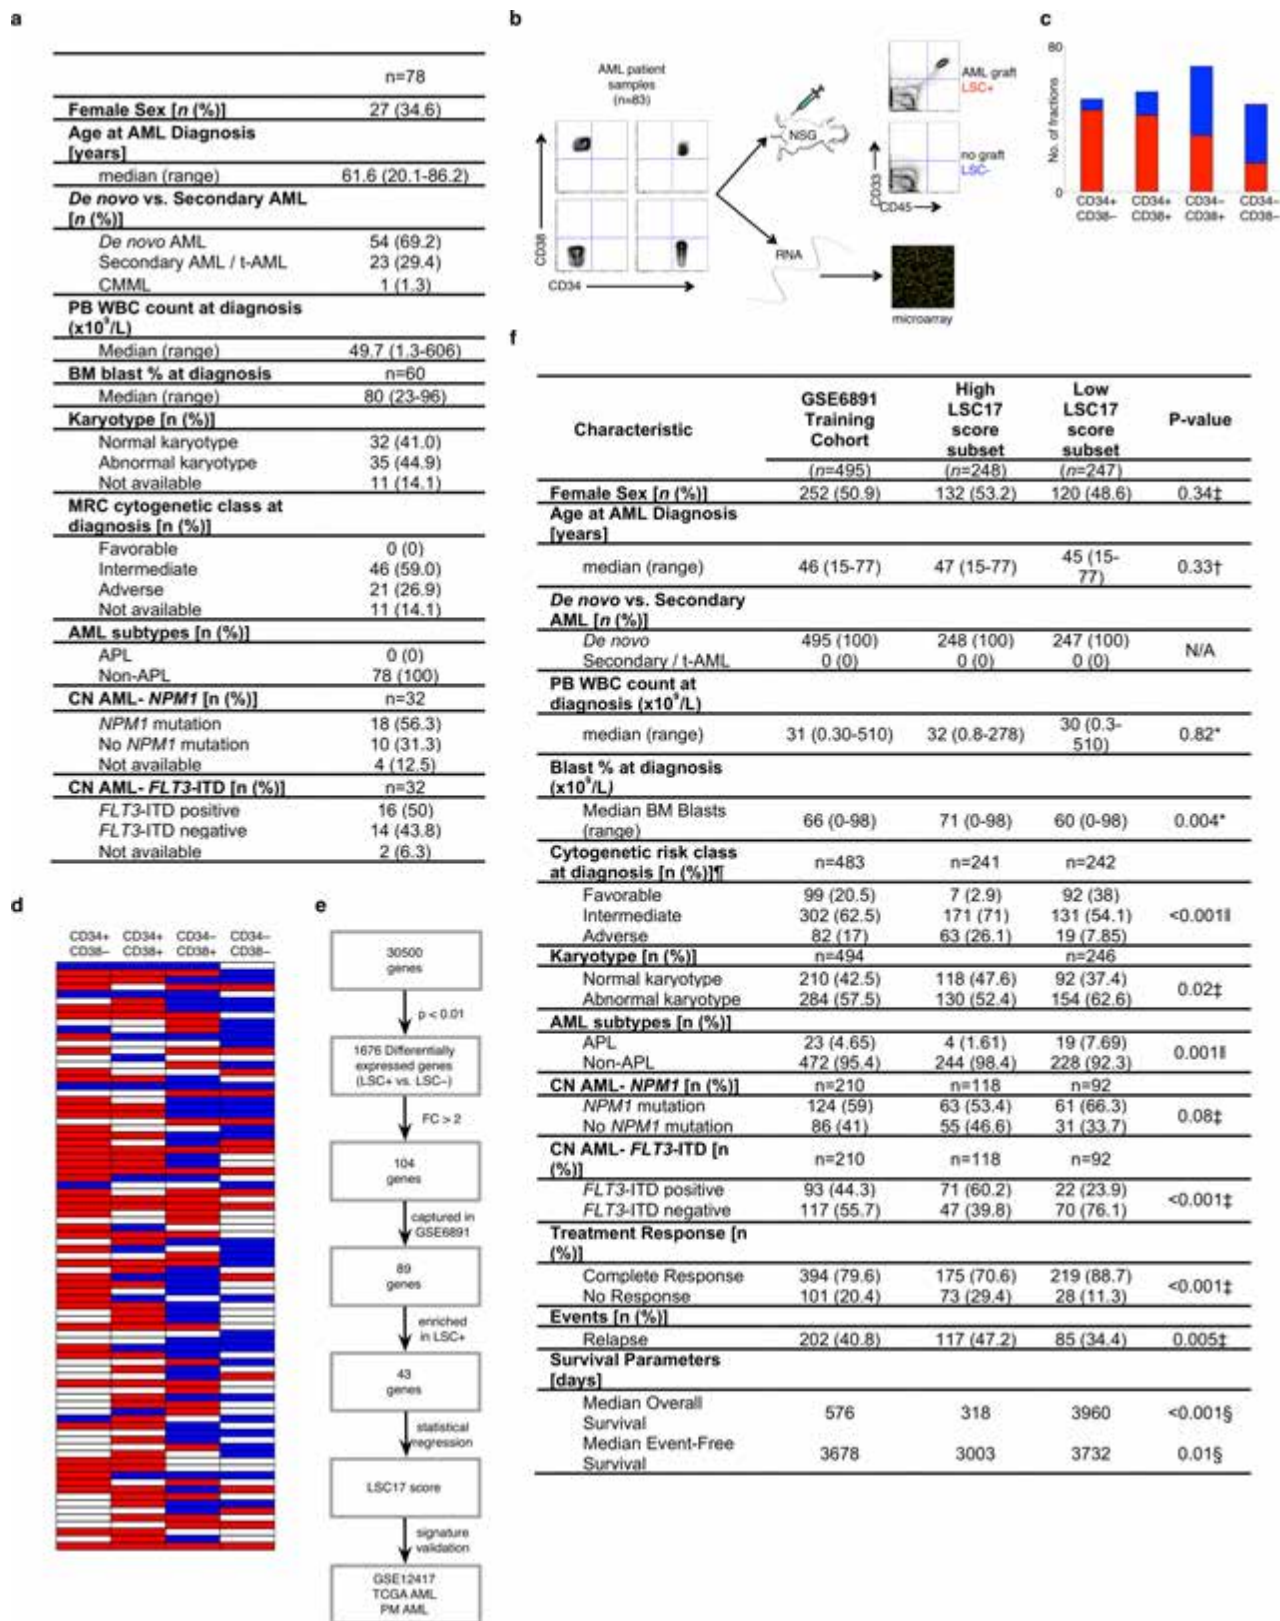 a
n=78
Female Sex [n (%)] 27 (34.6)
Age at AML Diagnosis
[years]
median (range) 61.6 (20.1-86.2)
De novo vs. Secondary AML
[n (%)]
De novo AML 54 (69.2)
Secondary AML / t-AML 23 (29.4)
CMML 1 (1.3)
PB WBC count at diagnosis
(x10⁹/L)
Median (range) 49.7 (1.3-606)
BM blast % at diagnosis n=60
Median (range) 80 (23-96)
Karyotype [n (%)]
Normal karyotype 32 (41.0)
Abnormal karyotype 35 (44.9)
Not available 11 (14.1)
MRC cytogenetic class at
diagnosis [n (%)]
Favorable 0 (0)
Intermediate 46 (59.0)
Adverse 21 (26.9)
Not available 11 (14.1)
AML subtypes [n (%)]
APL 0 (0)
Non-APL 78 (100)
CN AML- NPM1 [n (%)] n=32
NPM1 mutation 18 (56.3)
No NPM1 mutation 10 (31.3)
Not available 4 (12.5)
CN AML- FLT3-ITD [n (%)] n=32
FLT3-ITD positive 16 (50)
FLT3-ITD negative 14 (43.8)
Not available 2 (6.3)
b
AML patient
samples
(n=83)
CD38
CD34
NSG
RNA
CD33
CD45
AML graft
LSC+
no graft
LSC-
microarray
c
No. of fractions
80
0
CD34+ CD34+ CD34– CD34–
CD38– CD38+ CD38+ CD38–
d
CD34+ CD34+ CD34– CD34–
CD38– CD38+ CD38+ CD38–
e
30500
genes
p < 0.01
1676 Differentially
expressed genes
(LSC+ vs. LSC–)
FC > 2
104
genes
captured in
GSE6891
89
genes
enriched
in LSC+
43
genes
statistical
regression
LSC17 score
signature
validation
GSE12417
TCGA AML
PM AML
f
Characteristic GSE6891 Training Cohort High LSC17 score subset Low LSC17 score subset P-value
(n=495) (n=248) (n=247)
Female Sex [n (%)] 252 (50.9) 132 (53.2) 120 (48.6) 0.34‡
Age at AML Diagnosis
[years]
median (range) 46 (15-77) 47 (15-77) 45 (15-77) 0.33†
De novo vs. Secondary
AML [n (%)]
De novo 495 (100) 248 (100) 247 (100) N/A
Secondary / t-AML 0 (0) 0 (0) 0 (0)
PB WBC count at
diagnosis (x10⁹/L)
median (range) 31 (0.30-510) 32 (0.8-278) 30 (0.3-510) 0.82*
Blast % at diagnosis
(x10⁹/L)
Median BM Blasts
(range) 66 (0-98) 71 (0-98) 60 (0-98) 0.004*
Cytogenetic risk class
at diagnosis [n (%)]¶ n=483 n=241 n=242
Favorable 99 (20.5) 7 (2.9) 92 (38)
Intermediate 302 (62.5) 171 (71) 131 (54.1) <0.001‖
Adverse 82 (17) 63 (26.1) 19 (7.85)
Karyotype [n (%)] n=494 n=246
Normal karyotype 210 (42.5) 118 (47.6) 92 (37.4) 0.02‡
Abnormal karyotype 284 (57.5) 130 (52.4) 154 (62.6)
AML subtypes [n (%)]
APL 23 (4.65) 4 (1.61) 19 (7.69) 0.001‖
Non-APL 472 (95.4) 244 (98.4) 228 (92.3)
CN AML- NPM1 [n (%)] n=210 n=118 n=92
NPM1 mutation 124 (59) 63 (53.4) 61 (66.3) 0.08‡
No NPM1 mutation 86 (41) 55 (46.6) 31 (33.7)
CN AML- FLT3-ITD [n
(%)] n=210 n=118 n=92
FLT3-ITD positive 93 (44.3) 71 (60.2) 22 (23.9) <0.001‡
FLT3-ITD negative 117 (55.7) 47 (39.8) 70 (76.1)
Treatment Response [n
(%)]
Complete Response 394 (79.6) 175 (70.6) 219 (88.7) <0.001‡
No Response 101 (20.4) 73 (29.4) 28 (11.3)
Events [n (%)]
Relapse 202 (40.8) 117 (47.2) 85 (34.4) 0.005‡
Survival Parameters
[days]
Median Overall
Survival 576 318 3960 <0.001§
Median Event-Free
Survival 3678 3003 3732 0.01§